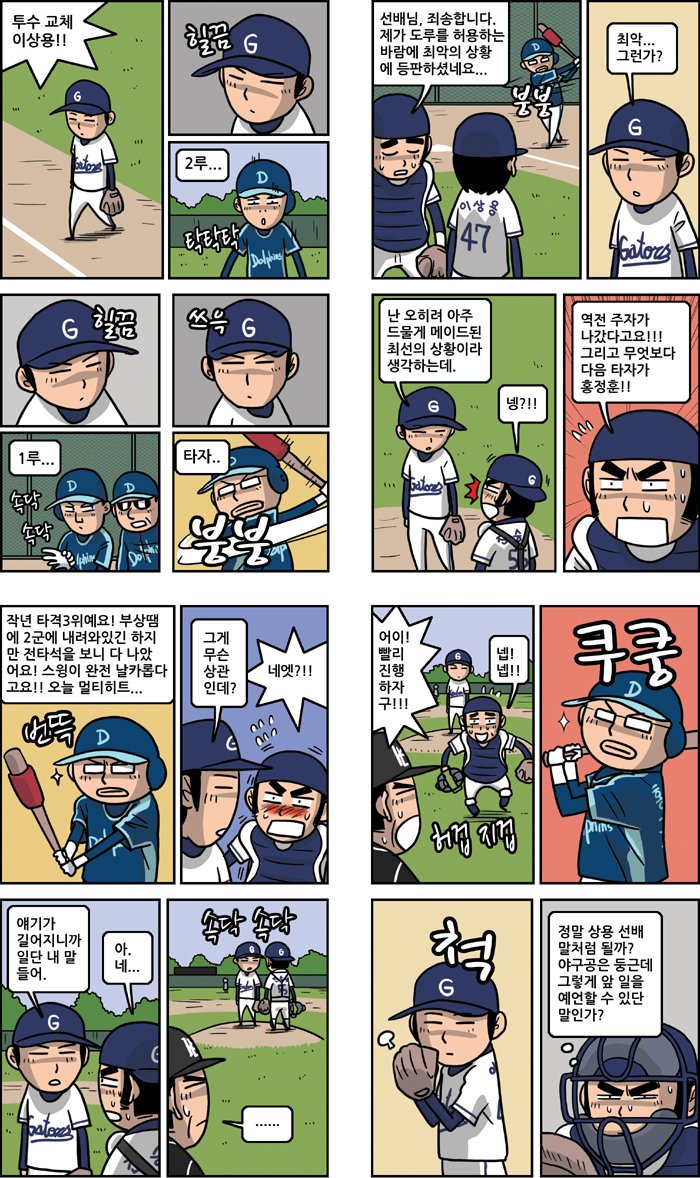 투수 교체
이상용!!
G
Gators
힐끔
G
2루...
D
탁탁탁
Dolphins
힐끔
G
1루...
속닥
속닥
D
D
쓰윽
G
타자..
붕붕
선배님, 죄송합니다.
제가 도루를 허용하는
바람에 최악의 상황
에 등판하셨네요...
D
붕붕
이상용
47
최악...
그런가?
G
Gators
난 오히려 아주
드물게 메이드된
최선의 상황이라
생각하는데.
G
Gators
넹?!!
G
역전 주자가
나갔다고요!!!
그리고 무엇보다
다음 타자가
홍정훈!!
작년 타격3위예요! 부상땜
에 2군에 내려와있긴 하지
만 전타석을 보니 다 나았
어요! 스윙이 완전 날카롭다
고요!! 오늘 멀티히트...
번뜩
D
그게
무슨
상관
인데?
네엣?!!
G
얘기가
길어지니까
일단 내 말
들어.
아.
네...
G
Gators
속닥 속닥
G
G
......
어이!
빨리
진행
하자
구!!!
넵!
넵!!
G
허겁 지겁
쿠쿵
D
척
G
정말 상용 선배
말처럼 될까?
야구공은 둥근데
그렇게 앞 일을
예언할 수 있단
말인가?